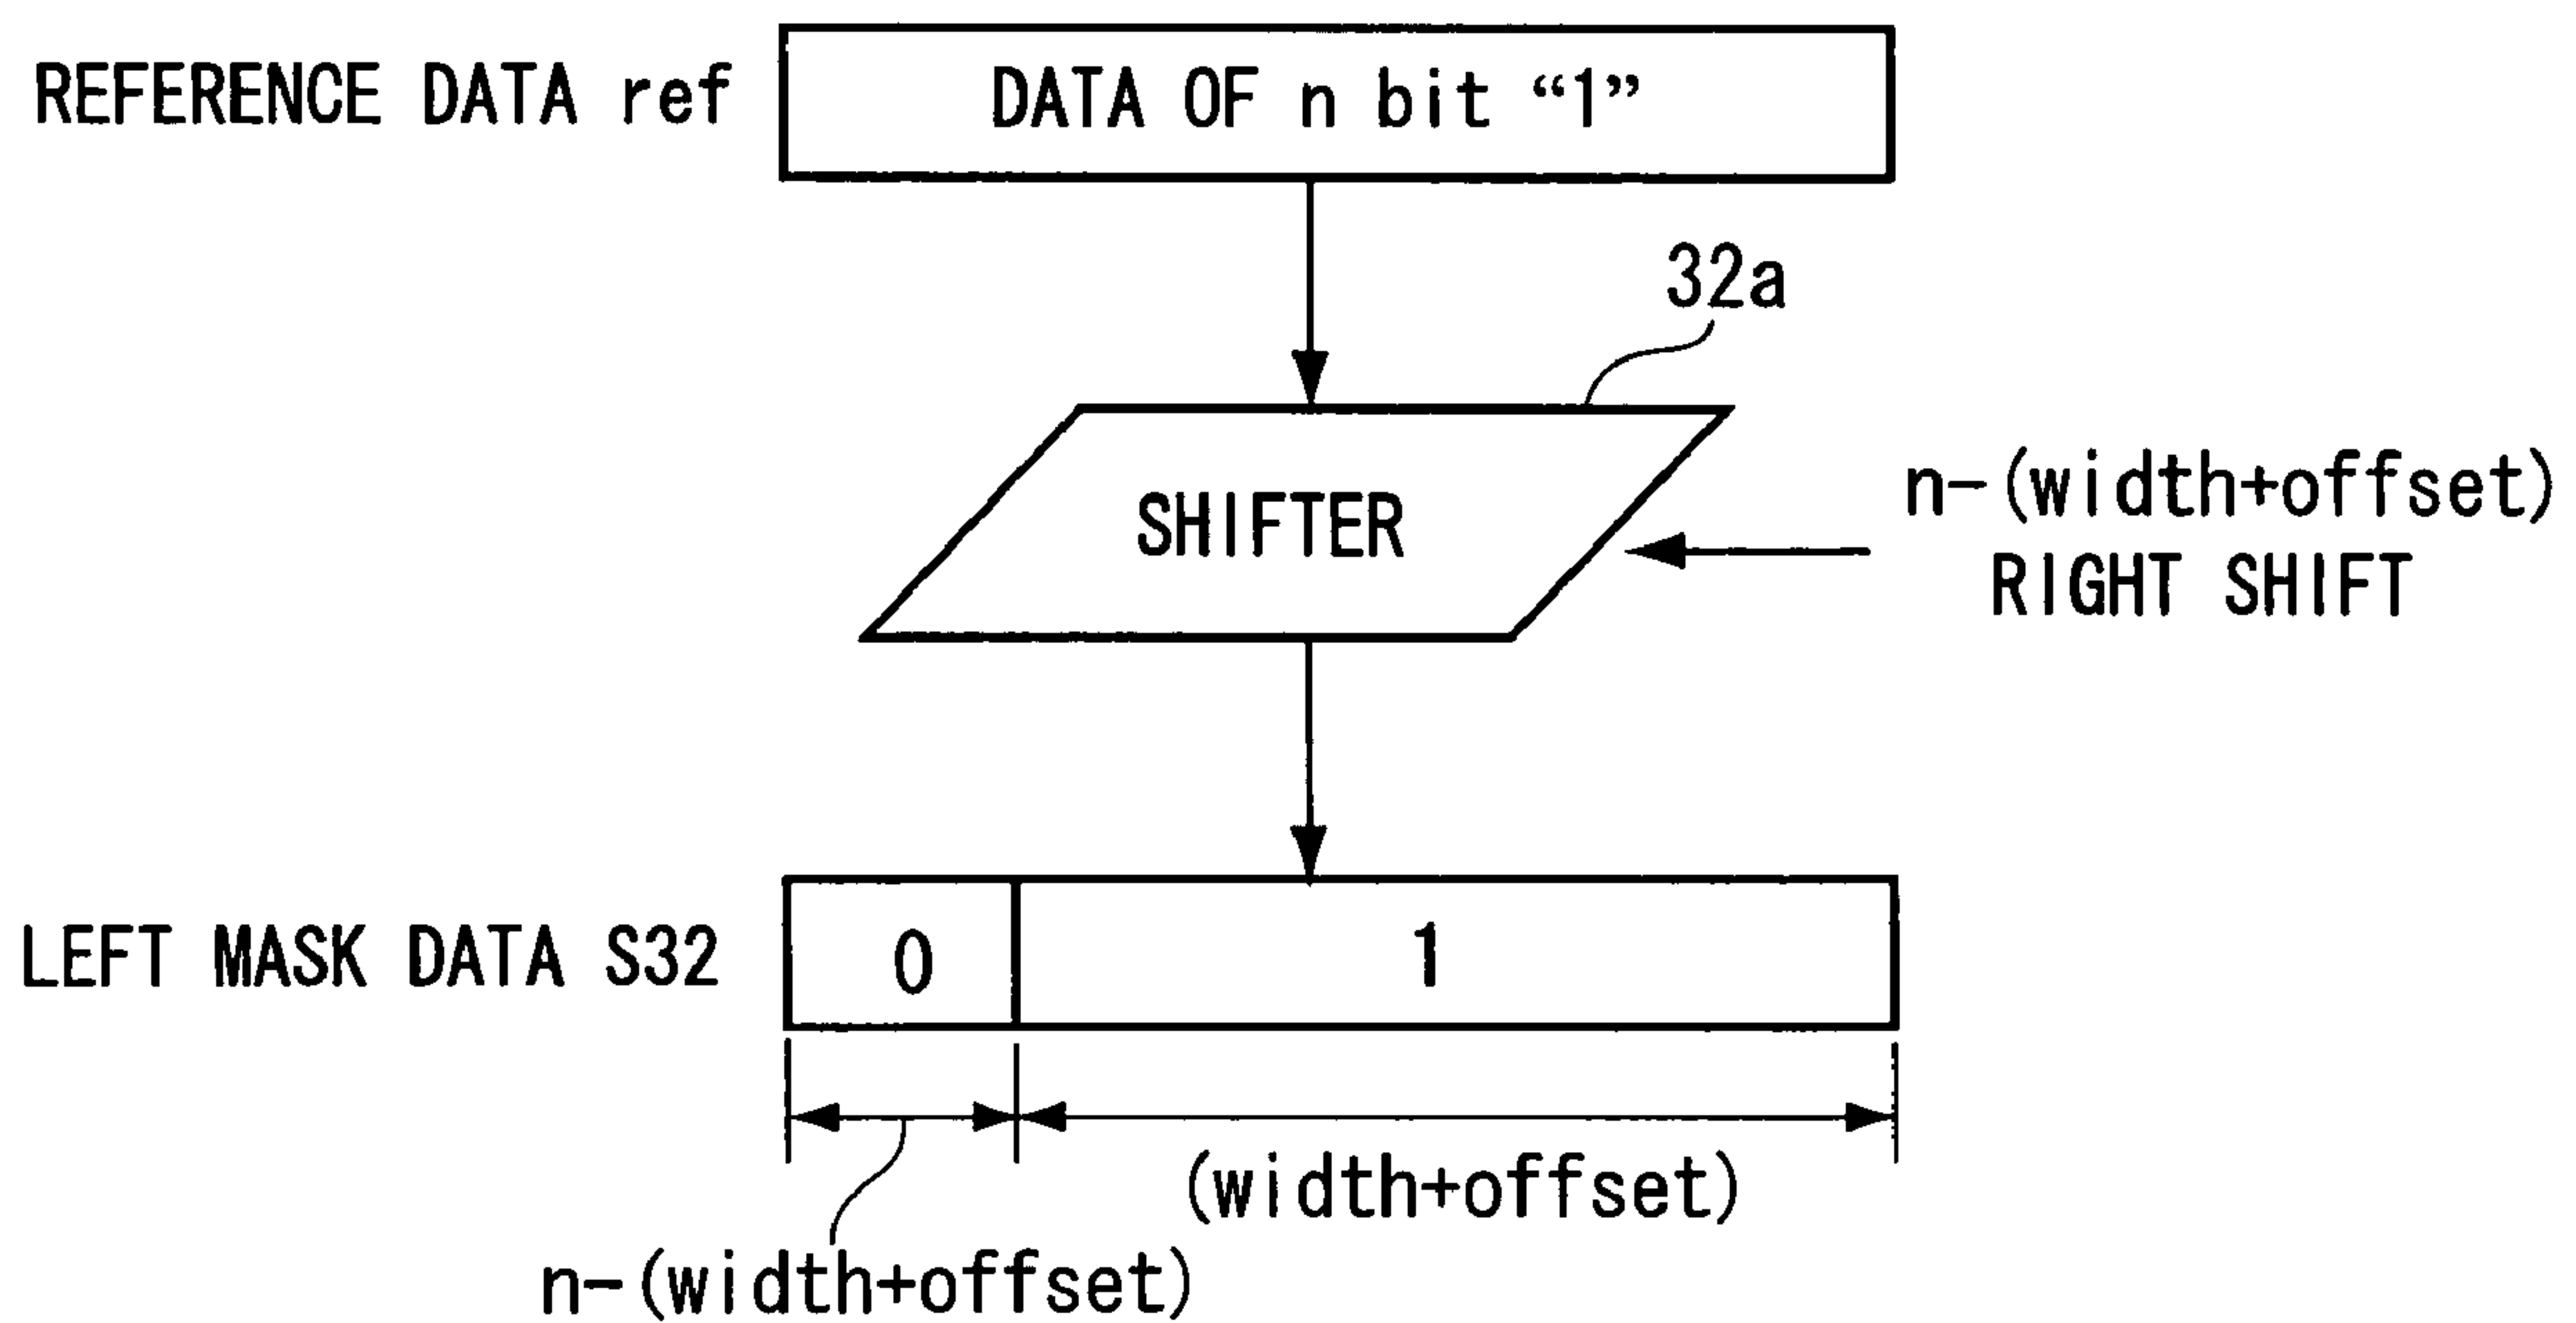 REFERENCE DATA ref
DATA OF n bit “1”
32a
SHIFTER
n-(width+offset)
RIGHT SHIFT
LEFT MASK DATA S32
0
1
(width+offset)
n-(width+offset)